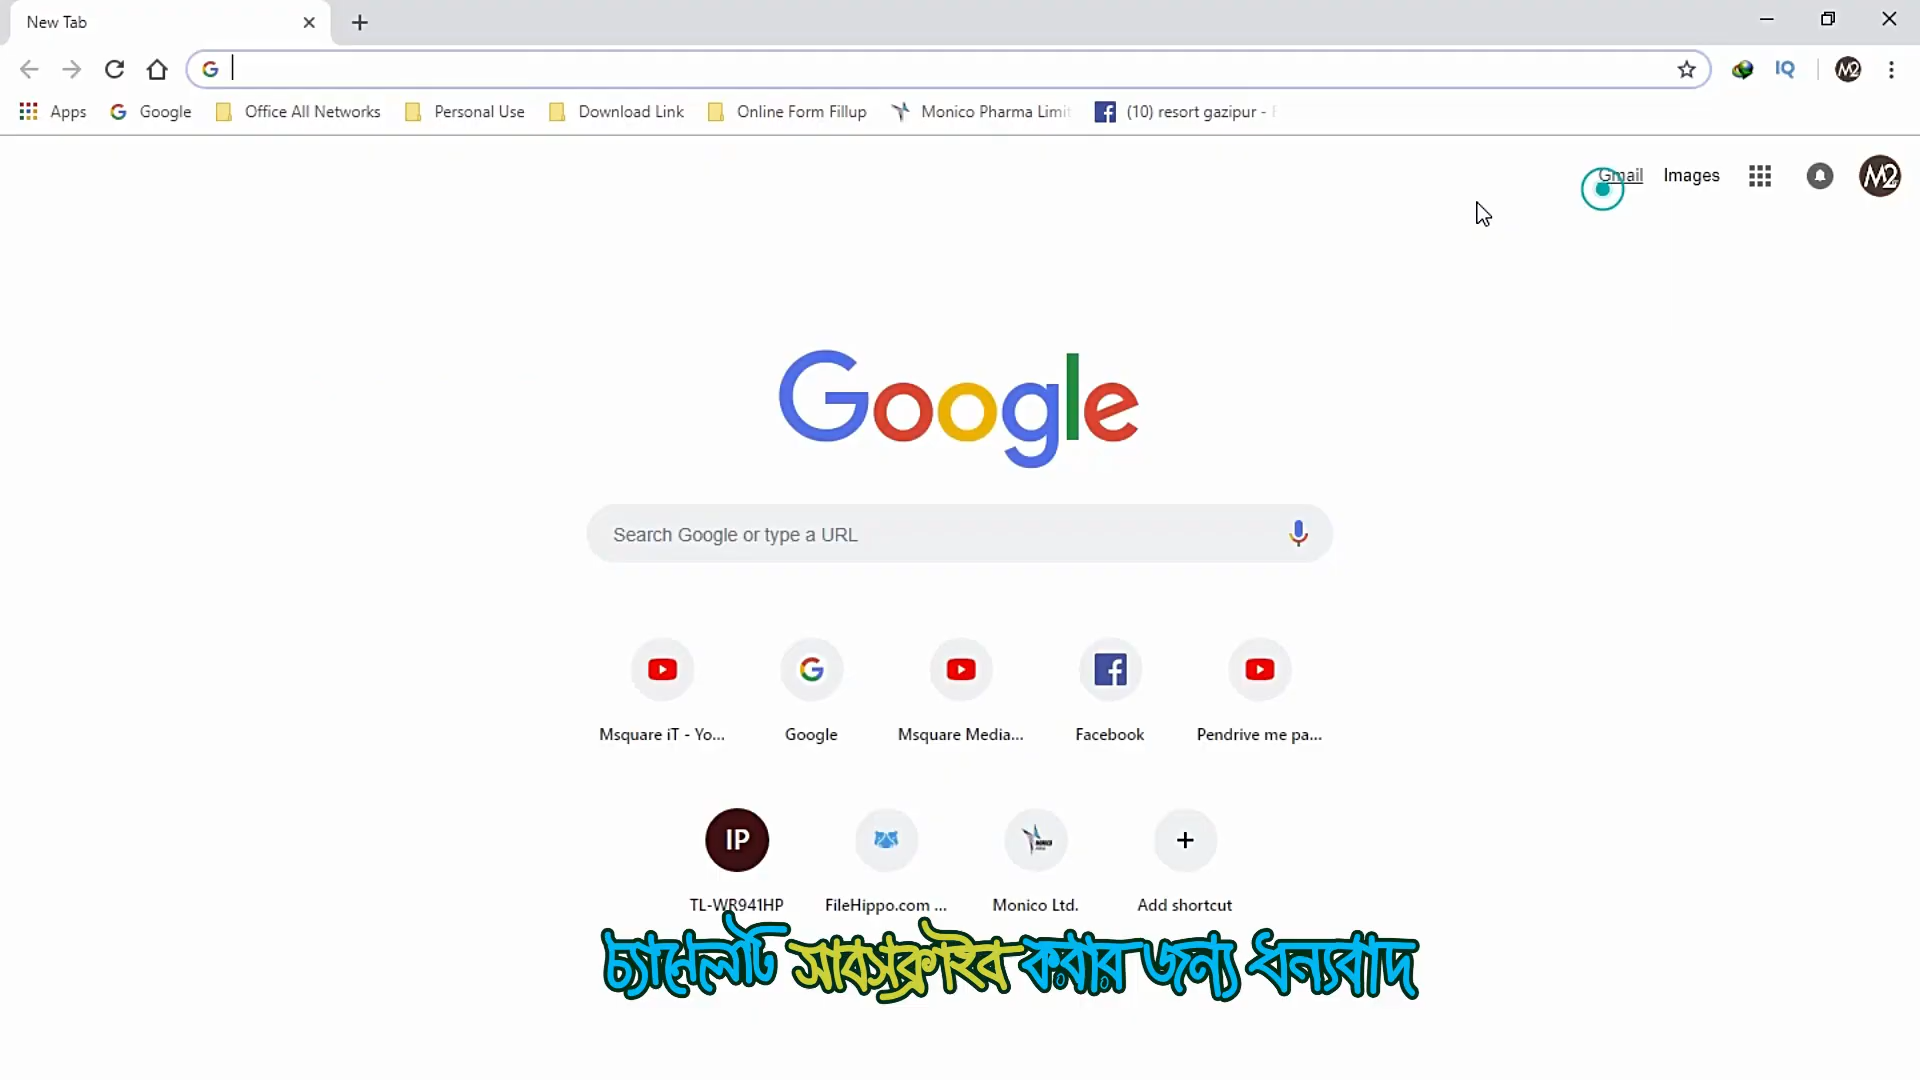 New Tab
IQ
M2
Apps Google Office All Networks Personal Use Download Link Online Form Fillup Monico Pharma Limit (10) resort gazipur -
Gmail Images M2
Google
Search Google or type a URL
Msquare iT - Yo... Google Msquare Media... Facebook Pendrive me pa...
IP
TL-WR941HP FileHippo.com ... Monico Ltd. Add shortcut
চ্যানেলটি সাবস্ক্রাইব করার জন্য ধন্যবাদ